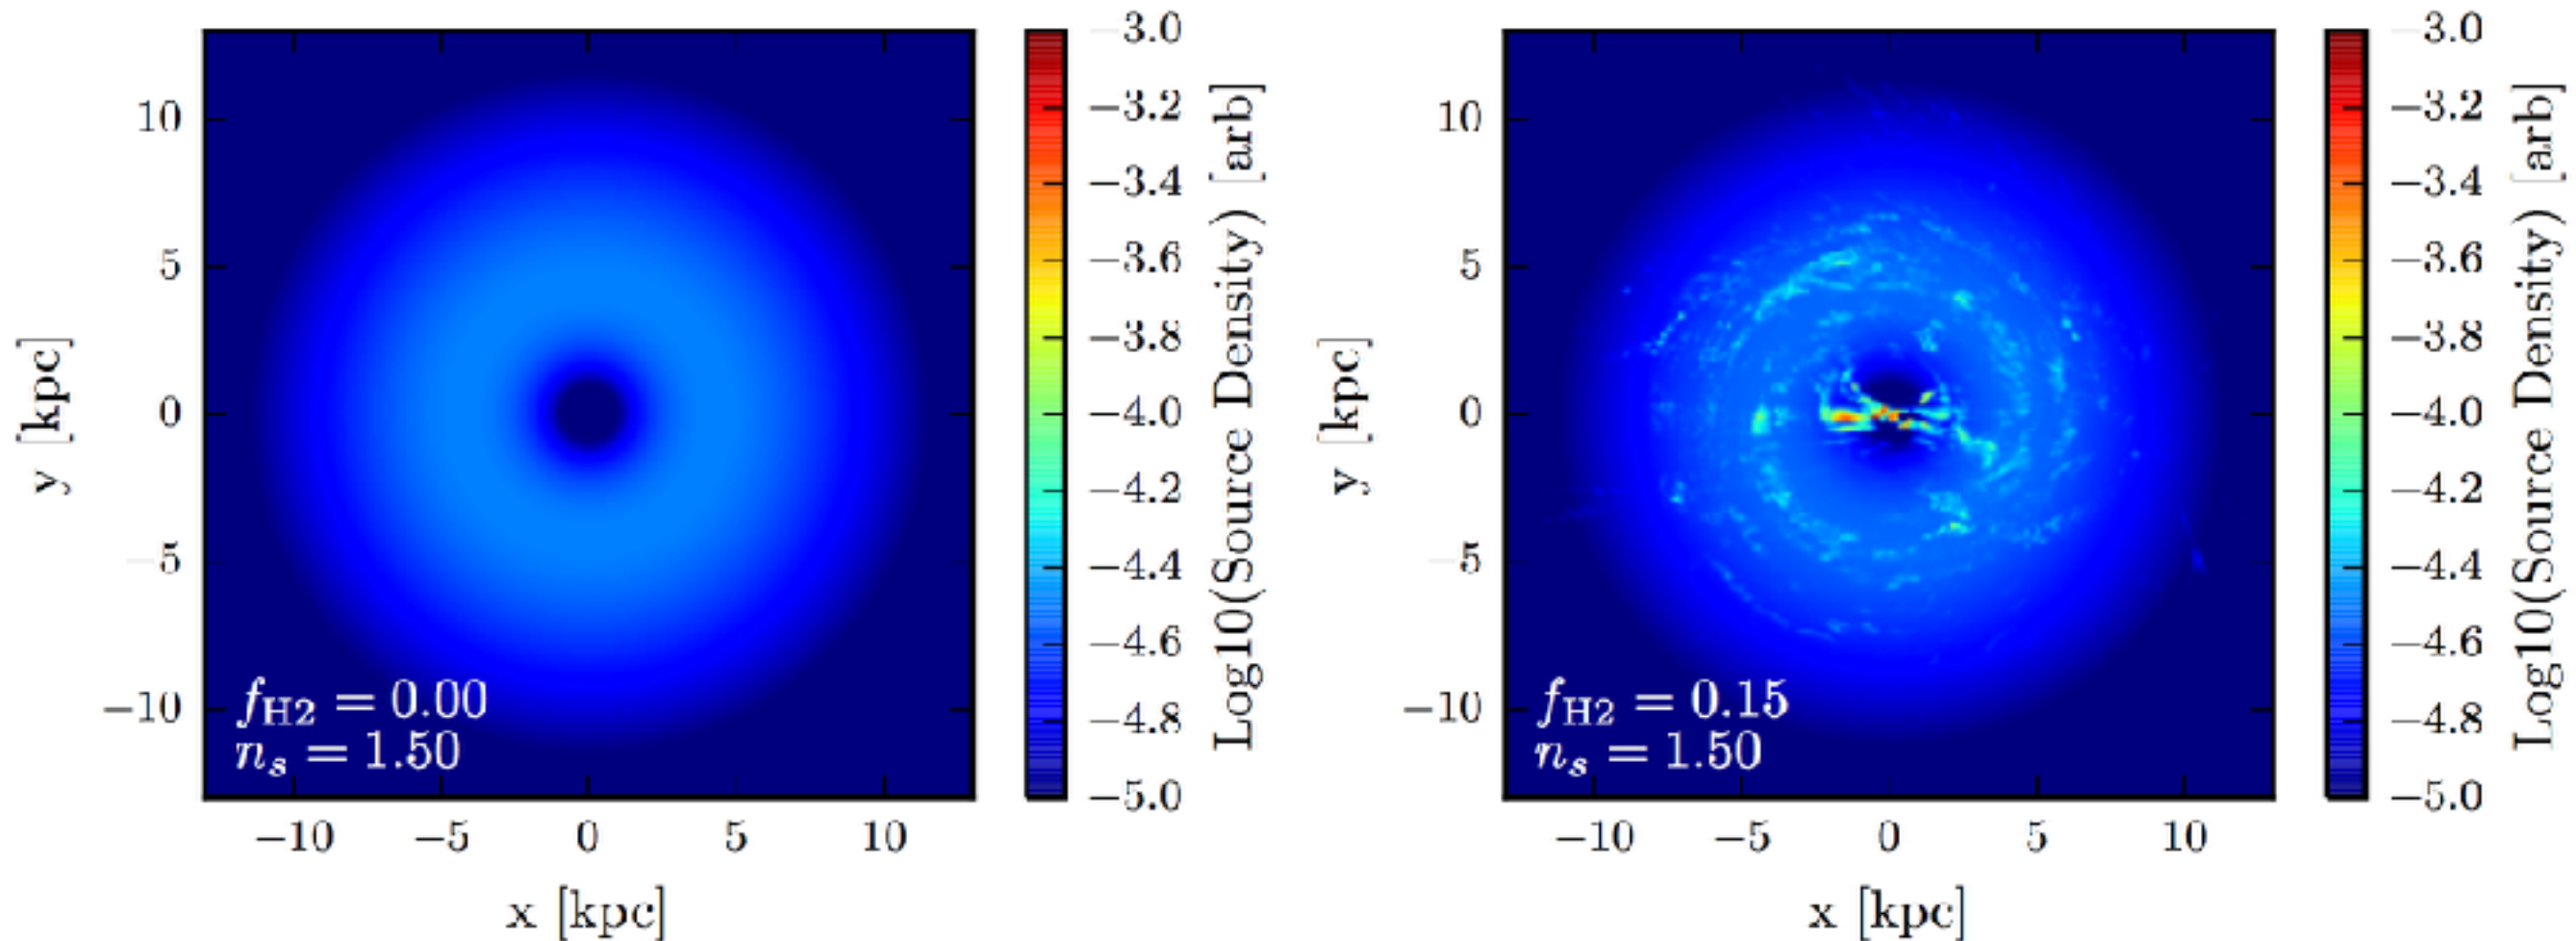 10
5
0
−5
−10
y [kpc]
−10 −5 0 5 10
x [kpc]
f_H2 = 0.00
n_s = 1.50
−3.0
−3.2
−3.4
−3.6
−3.8
−4.0
−4.2
−4.4
−4.6
−4.8
−5.0
Log10(Source Density) [arb]
10
5
0
−5
−10
y [kpc]
−10 −5 0 5 10
x [kpc]
f_H2 = 0.15
n_s = 1.50
−3.0
−3.2
−3.4
−3.6
−3.8
−4.0
−4.2
−4.4
−4.6
−4.8
−5.0
Log10(Source Density) [arb]